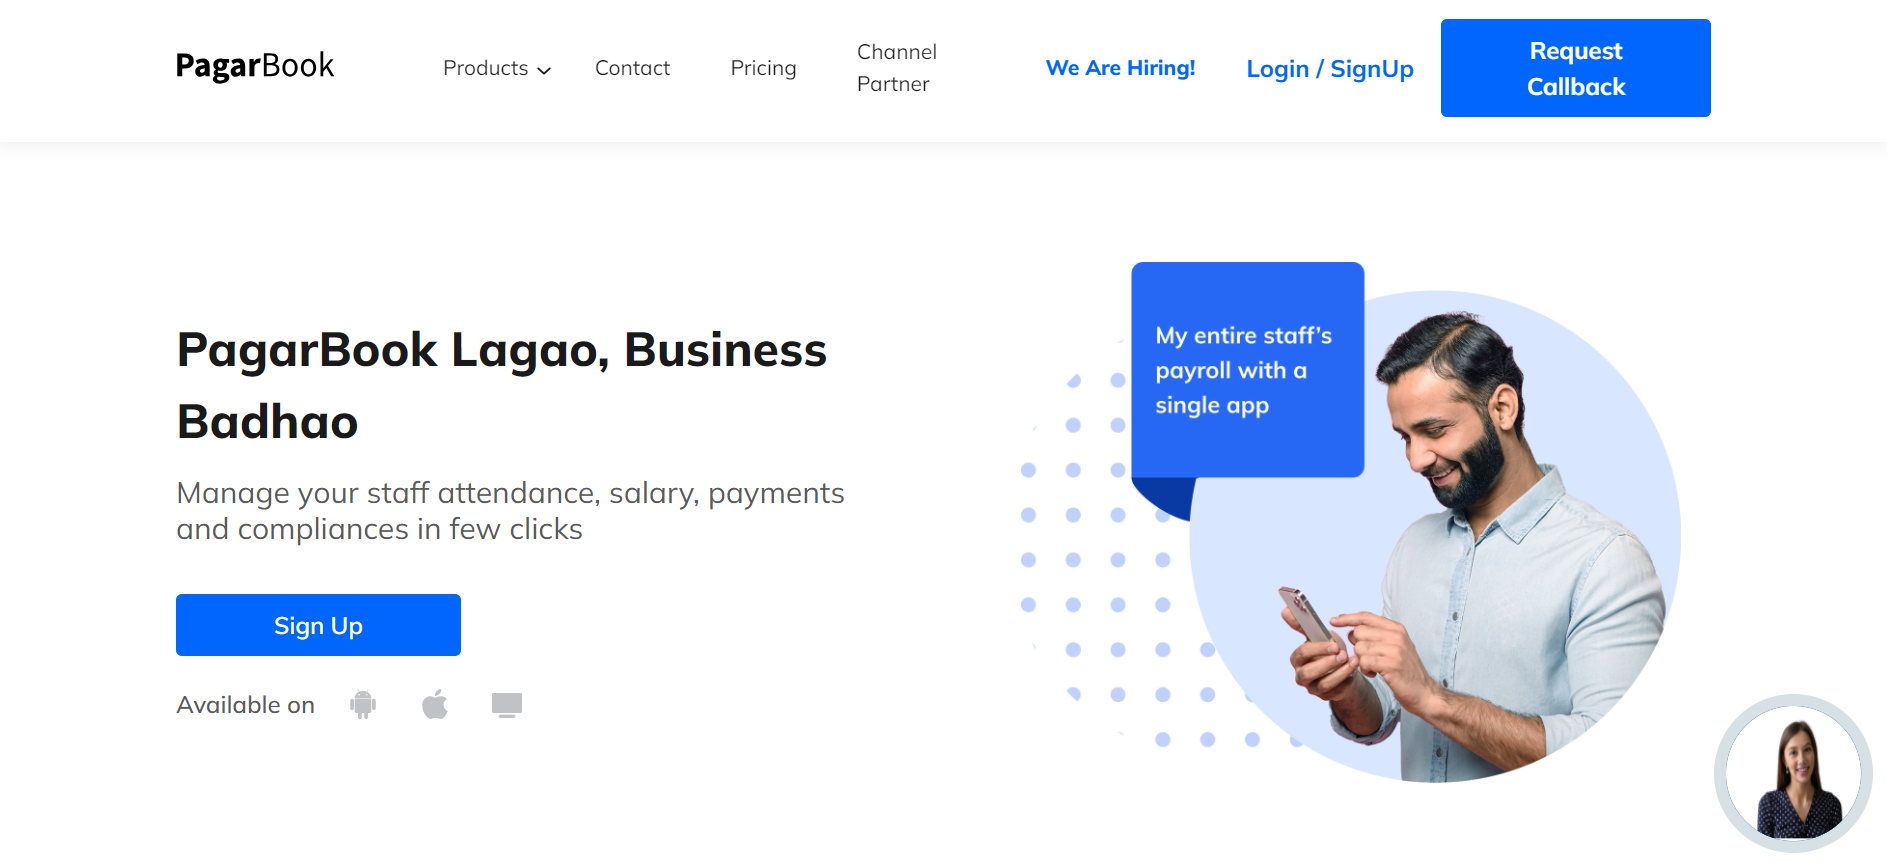 PagarBook
Products
Contact
Pricing
Channel
Partner
We Are Hiring!
Login / SignUp
Request
Callback
PagarBook Lagao, Business
Badhao
Manage your staff attendance, salary, payments
and compliances in few clicks
Sign Up
Available on
My entire staff’s
payroll with a
single app